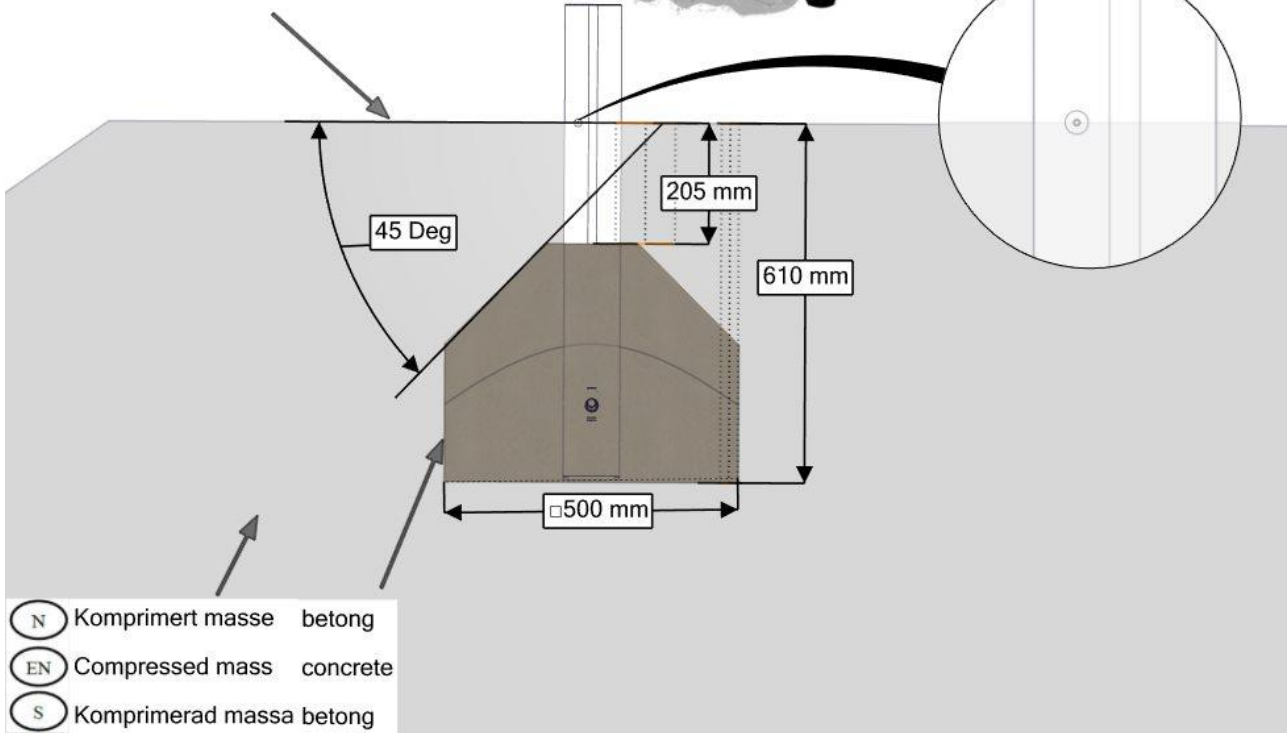 205 mm
45 Deg
610 mm
□500 mm
N Komprimert masse betong
EN Compressed mass concrete
S Komprimerad massa betong